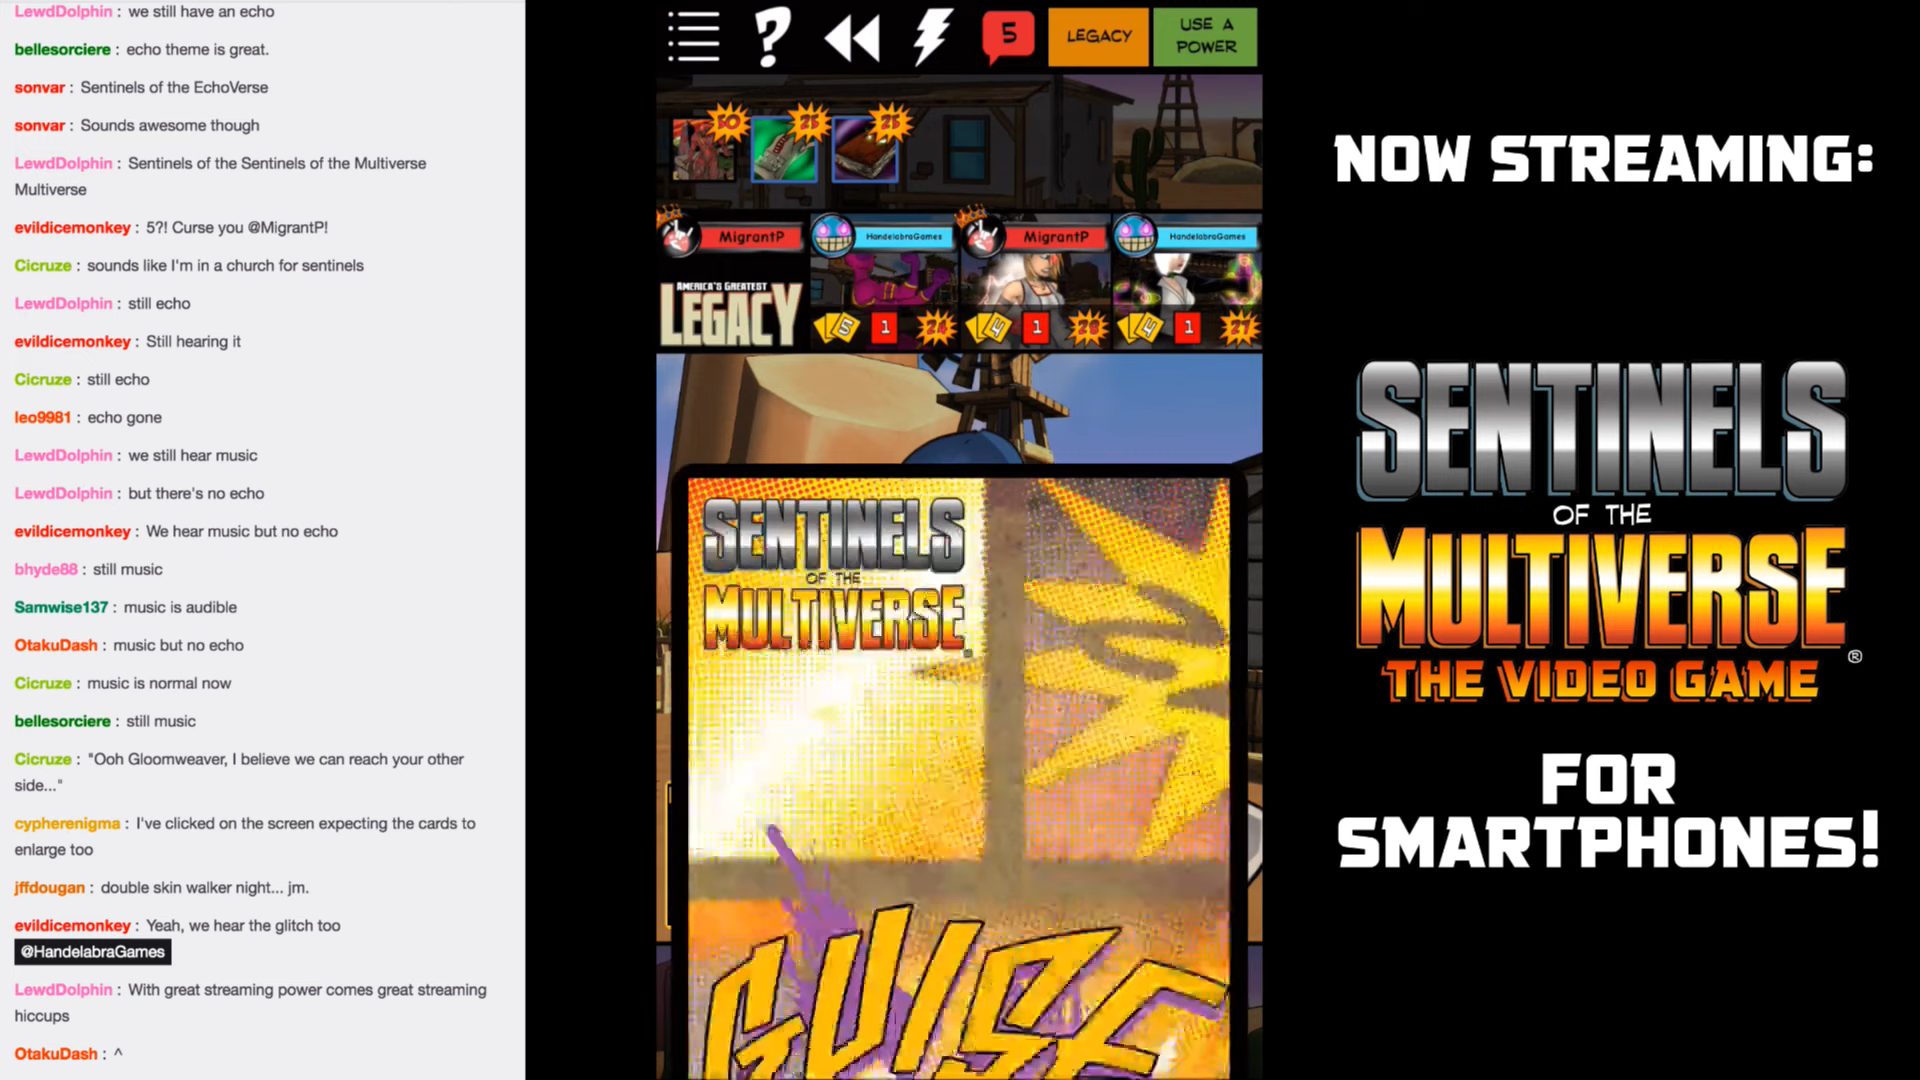 LewdDolphin : we still have an echo
bellesorciere : echo theme is great.
sonvar : Sentinels of the EchoVerse
sonvar : Sounds awesome though
LewdDolphin : Sentinels of the Sentinels of the Multiverse
Multiverse
evildicemonkey : 5?! Curse you @MigrantP!
Cicruze : sounds like I'm in a church for sentinels
LewdDolphin : still echo
evildicemonkey : Still hearing it
Cicruze : still echo
leo9981 : echo gone
LewdDolphin : we still hear music
LewdDolphin : but there's no echo
evildicemonkey : We hear music but no echo
bhyde88 : still music
Samwise137 : music is audible
OtakuDash : music but no echo
Cicruze : music is normal now
bellesorciere : still music
Cicruze : "Ooh Gloomweaver, I believe we can reach your other
side..."
cypherenigma : I've clicked on the screen expecting the cards to
enlarge too
jffdougan : double skin walker night... jm.
evildicemonkey : Yeah, we hear the glitch too
@HandelabraGames
LewdDolphin : With great streaming power comes great streaming
hiccups
OtakuDash : ^
?
5
LEGACY
USE A
POWER
50 25 25
MigrantP HandelabraGames MigrantP HandelabraGames
AMERICA'S GREATEST
LEGACY
5 1 24 4 1 28 4 1 27
SENTINELS
OF THE
MULTIVERSE
GUISE
NOW STREAMING:
SENTINELS
OF THE
MULTIVERSE
®
THE VIDEO GAME
FOR
SMARTPHONES!